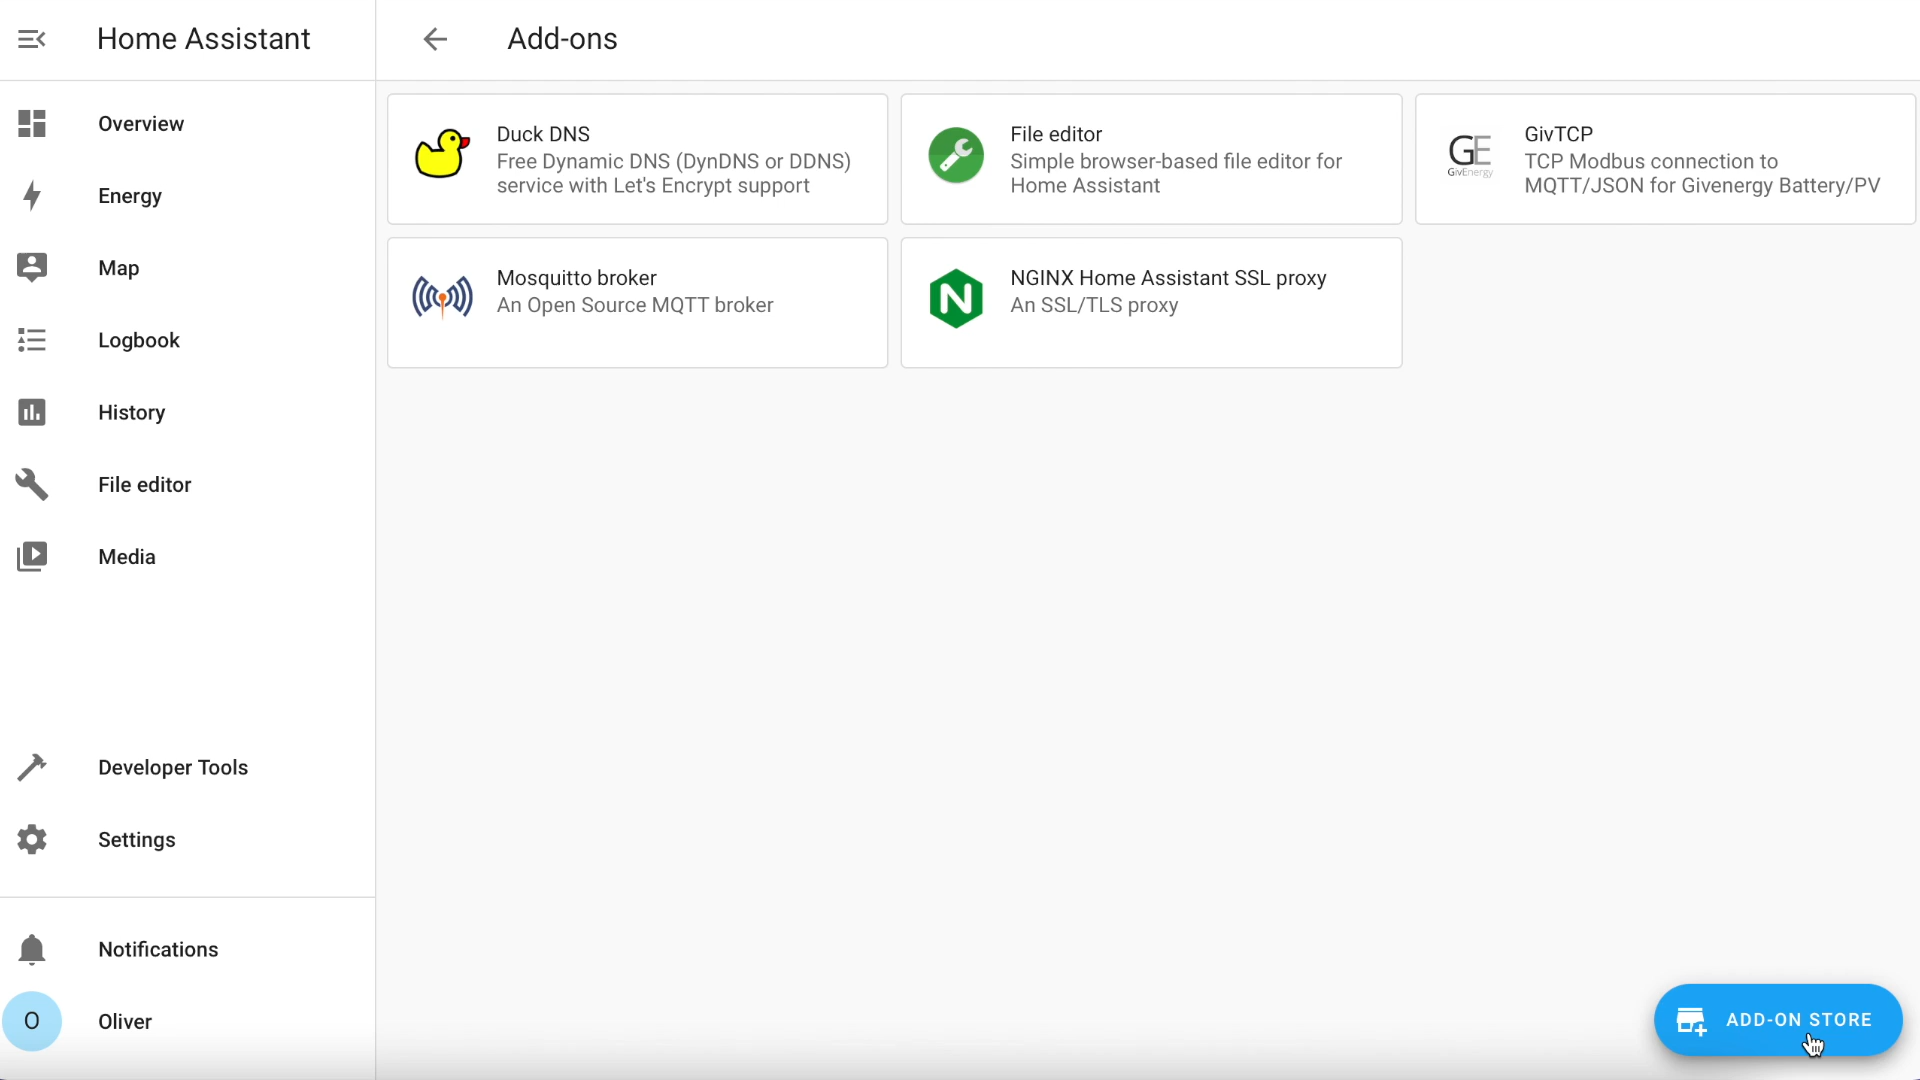 Home Assistant
Add-ons
Overview
Energy
Map
Logbook
History
File editor
Media
Developer Tools
Settings
Notifications
O
Oliver
Duck DNS
Free Dynamic DNS (DynDNS or DDNS)
service with Let's Encrypt support
File editor
Simple browser-based file editor for
Home Assistant
GE
GivEnergy
GivTCP
TCP Modbus connection to
MQTT/JSON for Givenergy Battery/PV
Mosquitto broker
An Open Source MQTT broker
N
NGINX Home Assistant SSL proxy
An SSL/TLS proxy
ADD-ON STORE